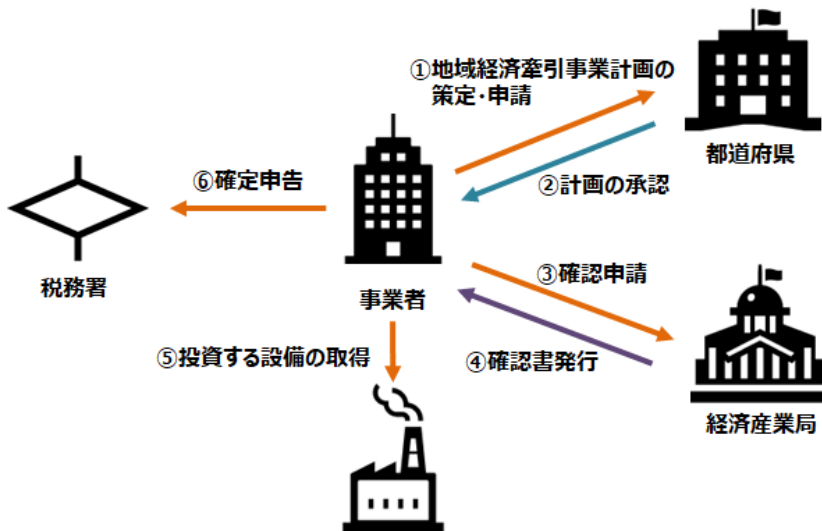 ①地域経済牽引事業計画の
策定・申請
都道府県
⑥確定申告
②計画の承認
税務署
事業者
③確認申請
⑤投資する設備の取得
④確認書発行
経済産業局